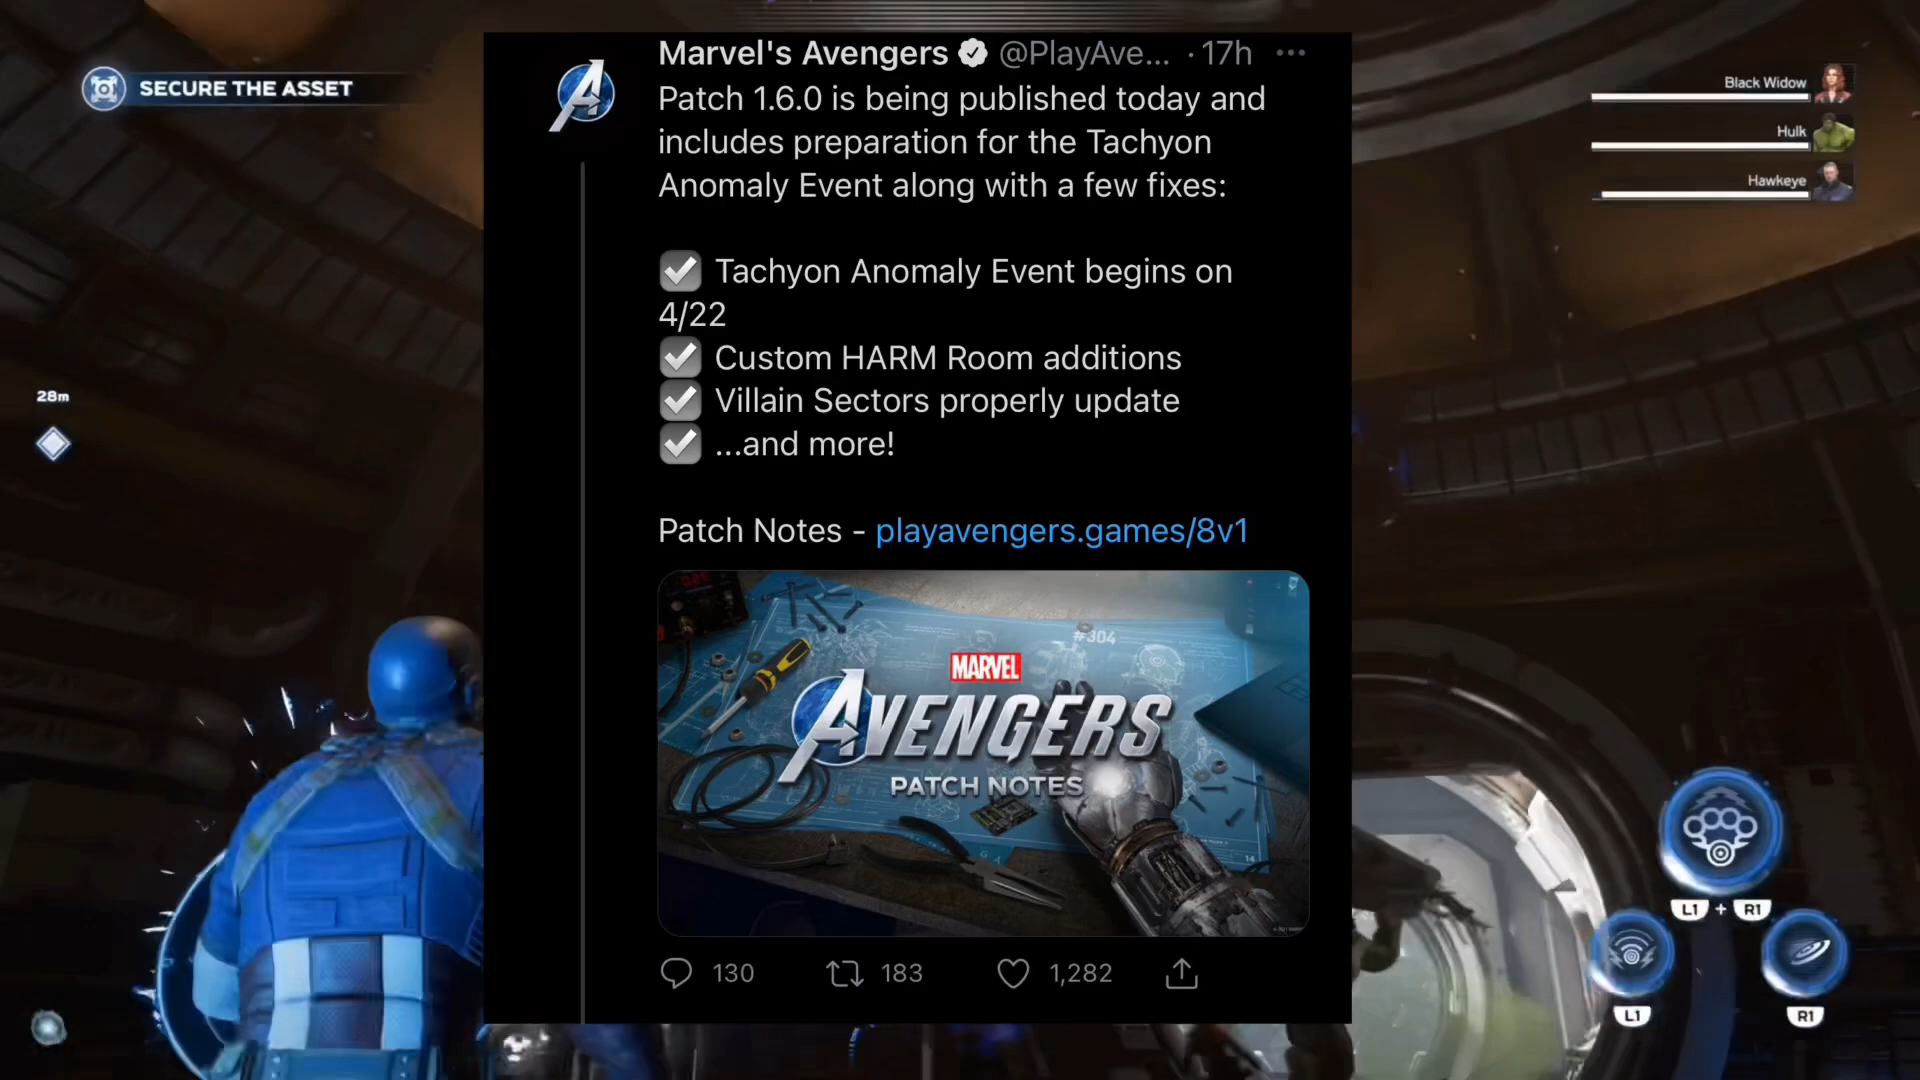 SECURE THE ASSET
28m
Marvel's Avengers @PlayAve... · 17h ...
Patch 1.6.0 is being published today and
includes preparation for the Tachyon
Anomaly Event along with a few fixes:
Tachyon Anomaly Event begins on
4/22
Custom HARM Room additions
Villain Sectors properly update
...and more!
Patch Notes - playavengers.games/8v1
#304
MARVEL
AVENGERS
PATCH NOTES
14
130 183 1,282
Black Widow
Hulk
Hawkeye
L1 + R1
L1 R1